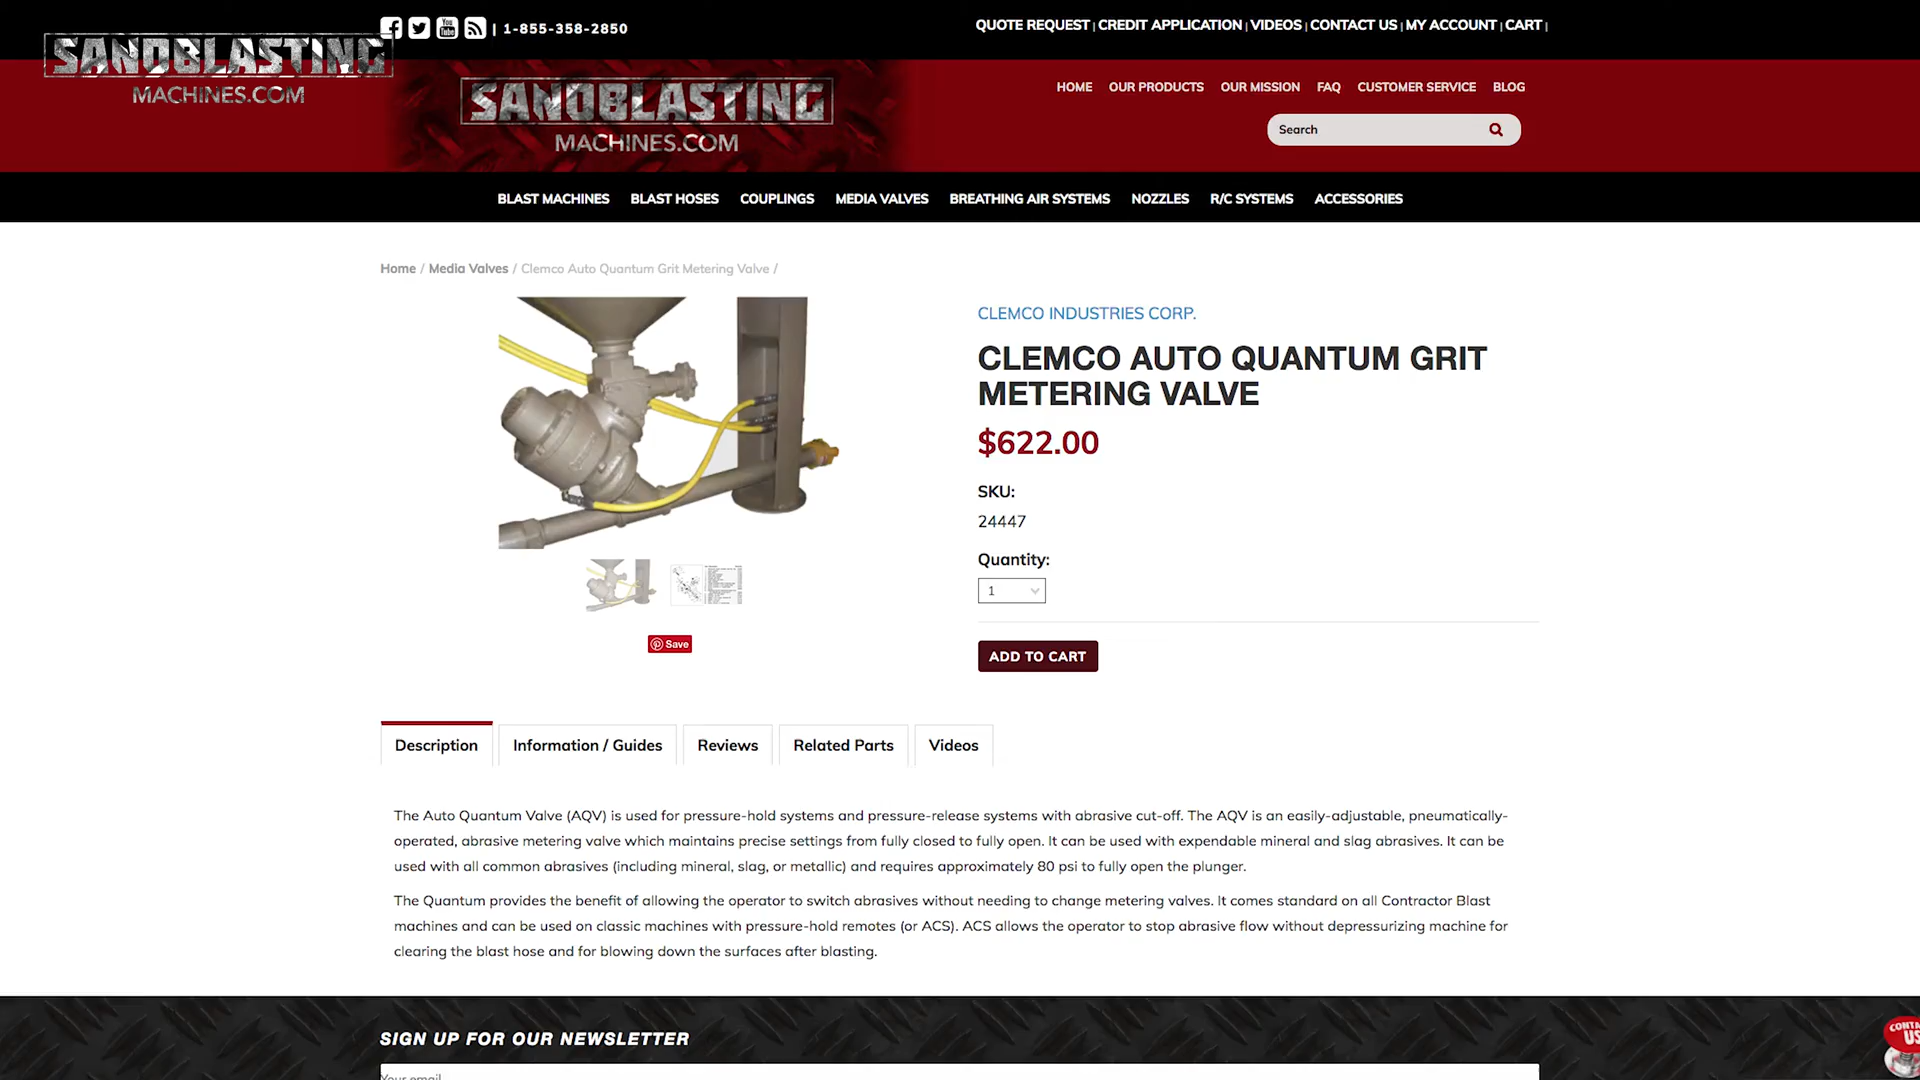 SANDBLASTING
MACHINES.COM
You Tube
| 1-855-358-2850
QUOTE REQUEST | CREDIT APPLICATION | VIDEOS | CONTACT US | MY ACCOUNT | CART |
SANDBLASTING
MACHINES.COM
HOME OUR PRODUCTS OUR MISSION FAQ CUSTOMER SERVICE BLOG
Search
BLAST MACHINES BLAST HOSES COUPLINGS MEDIA VALVES BREATHING AIR SYSTEMS NOZZLES R/C SYSTEMS ACCESSORIES
Home / Media Valves / Clemco Auto Quantum Grit Metering Valve /
CLEMCO INDUSTRIES CORP.
CLEMCO AUTO QUANTUM GRIT
METERING VALVE
$622.00
SKU:
24447
Quantity:
1
Save
ADD TO CART
Description Information / Guides Reviews Related Parts Videos
The Auto Quantum Valve (AQV) is used for pressure-hold systems and pressure-release systems with abrasive cut-off. The AQV is an easily-adjustable, pneumatically-
operated, abrasive metering valve which maintains precise settings from fully closed to fully open. It can be used with expendable mineral and slag abrasives. It can be
used with all common abrasives (including mineral, slag, or metallic) and requires approximately 80 psi to fully open the plunger.
The Quantum provides the benefit of allowing the operator to switch abrasives without needing to change metering valves. It comes standard on all Contractor Blast
machines and can be used on classic machines with pressure-hold remotes (or ACS). ACS allows the operator to stop abrasive flow without depressurizing machine for
clearing the blast hose and for blowing down the surfaces after blasting.
SIGN UP FOR OUR NEWSLETTER
Your email
CONTA
US